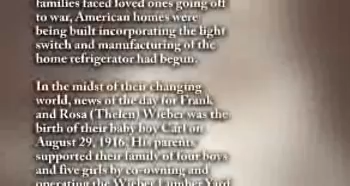 families faced loved ones going off
to war, American homes were
being built incorporating the light
switch and manufacturing of the
home refrigerator had begun.
In the midst of their changing
world, news of the day for Frank
and Rosa (Thelen) Wieber was the
birth of their baby boy Carl on
August 29, 1916. His parents
supported their family of four boys
and five girls by co-owning and
operating the Wieber Lumber Yard